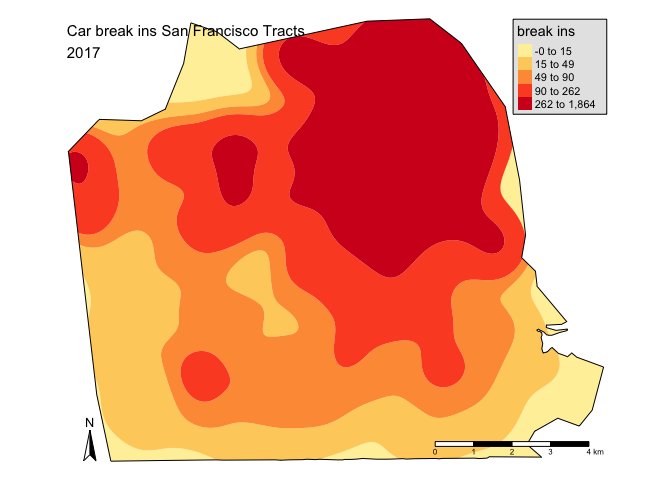 Car break ins San Francisco Tracts
2017
break ins
-0 to 15
15 to 49
49 to 90
90 to 262
262 to 1,864
N
0 1 2 3 4 km